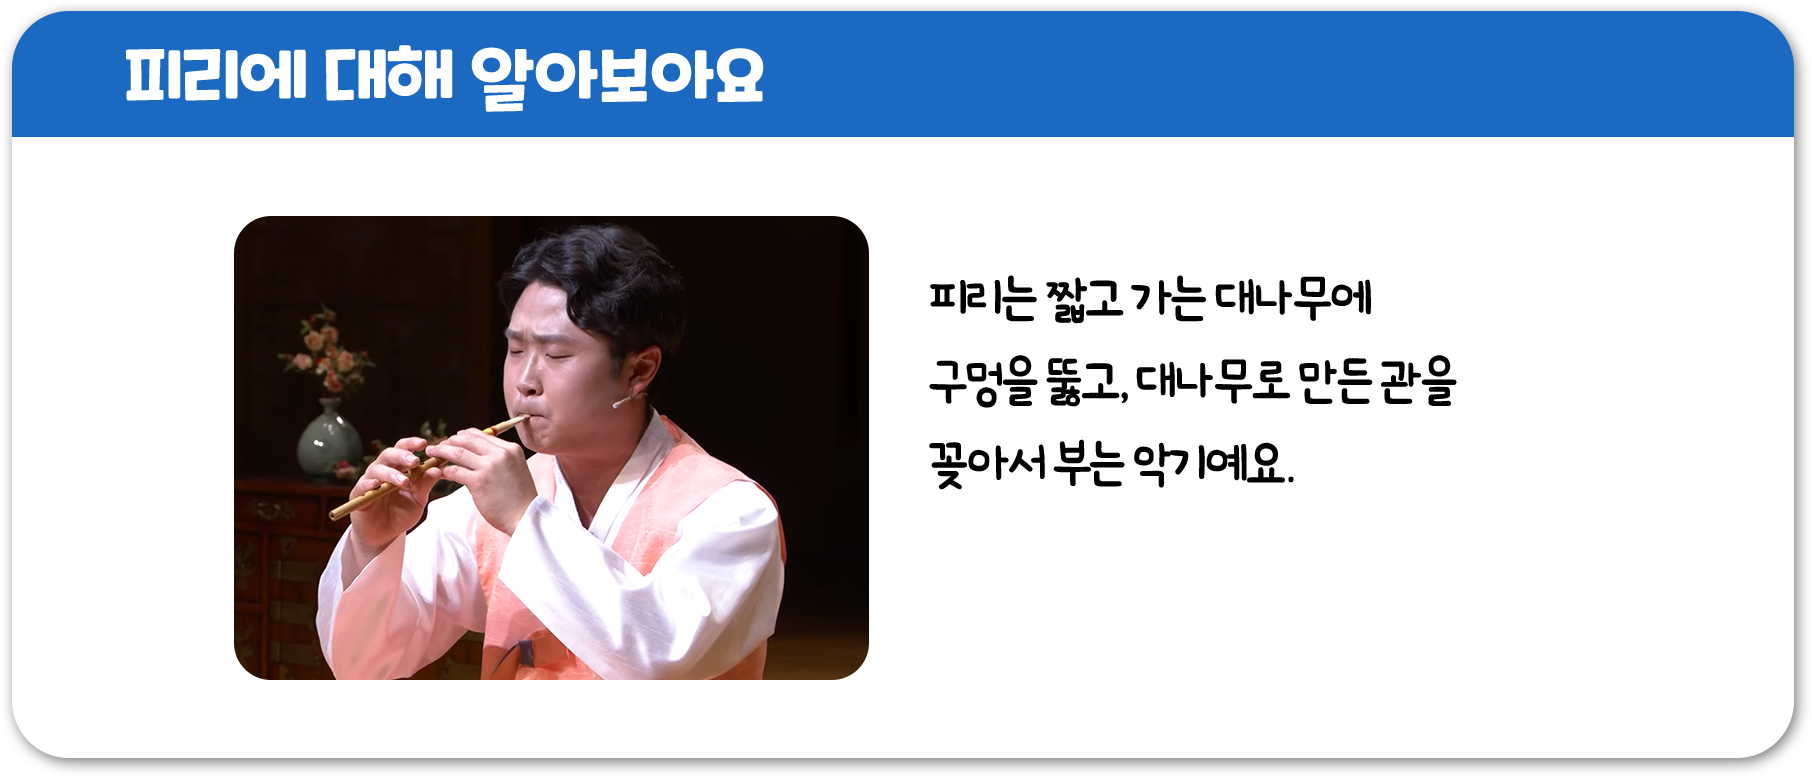 피리에 대해 알아보아요
피리는 짧고 가는 대나무에
구멍을 뚫고, 대나무로 만든 관을
꽂아서 부는 악기예요.